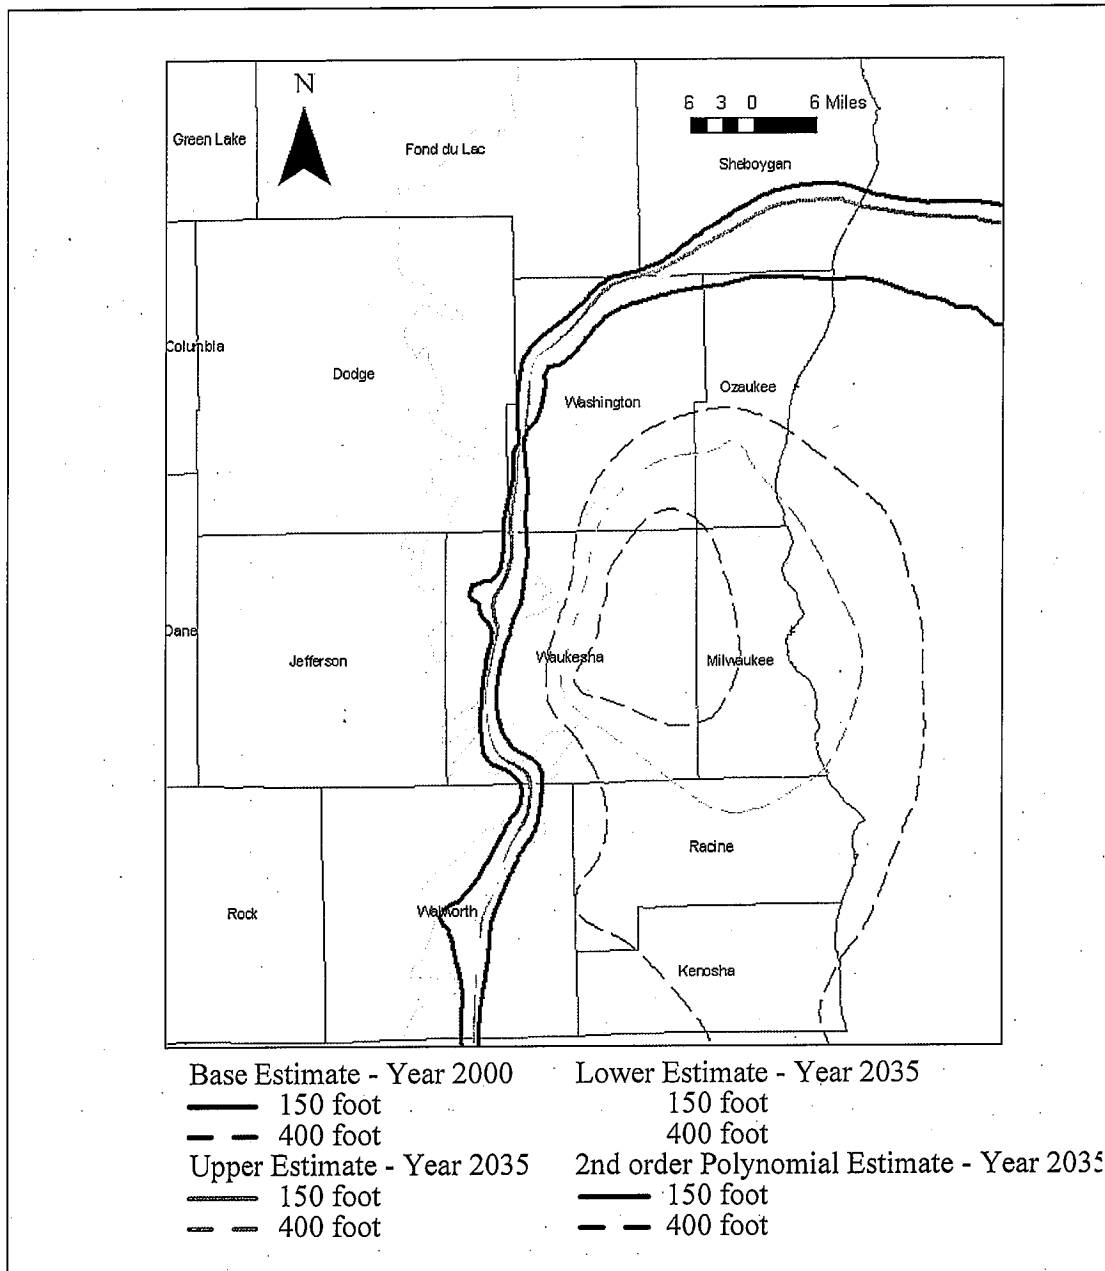 N
6 3 0 6 Miles
Green Lake
Fond du Lac
Sheboygan
Columbia
Dodge
Washington
Ozaukee
Dane
Jefferson
Waukesha
Milwaukee
Rock
Walworth
Racine
Kenosha
Base Estimate - Year 2000
150 foot
400 foot
Upper Estimate - Year 2035
150 foot
400 foot
Lower Estimate - Year 2035
150 foot
400 foot
2nd order Polynomial Estimate - Year 2035
150 foot
400 foot